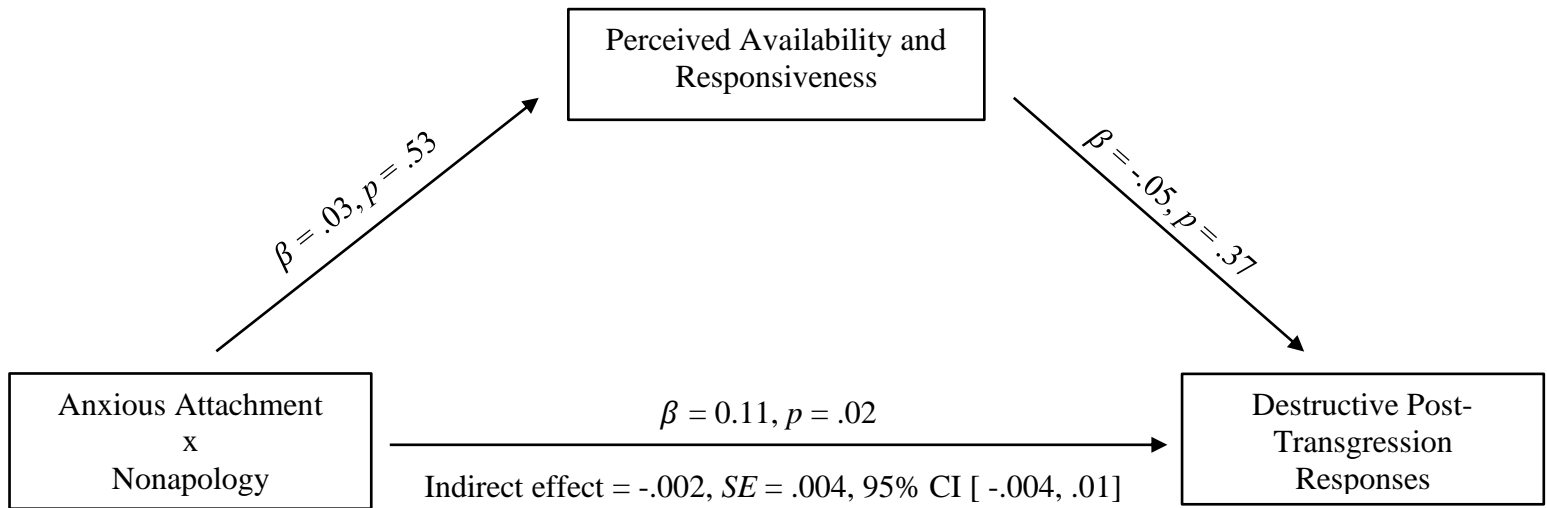 Perceived Availability and
Responsiveness
β = .03, p = .53
β = -.05, p = .37
Anxious Attachment
x
Nonapology
β = 0.11, p = .02
Indirect effect = -.002, SE = .004, 95% CI [ -.004, .01]
Destructive Post-
Transgression
Responses